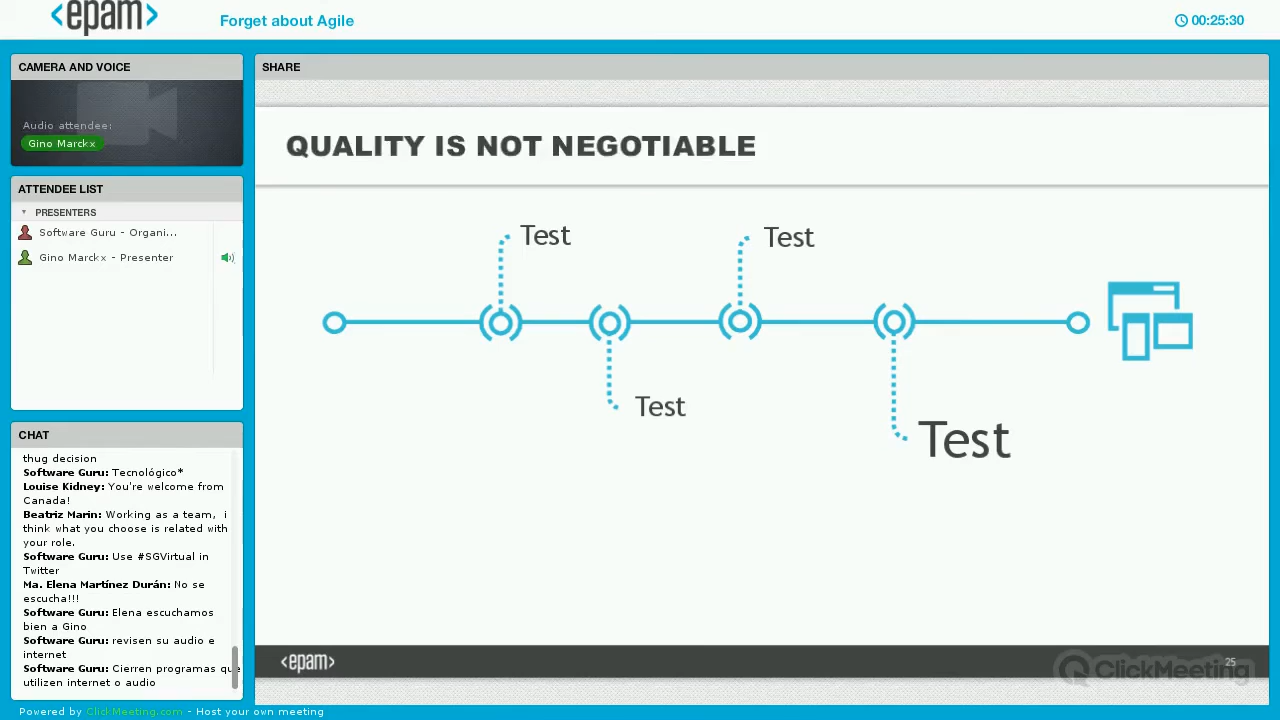 <epam>
Forget about Agile
00:25:30
CAMERA AND VOICE
Audio attendee:
Gino Marckx
ATTENDEE LIST
PRESENTERS
Software Guru - Organi...
Gino Marckx - Presenter
CHAT
thug decision
Software Guru: Tecnológico*
Louise Kidney: You're welcome from
Canada!
Beatriz Marin: Working as a team, i
think what you choose is related with
your role.
Software Guru: Use #SGVirtual in
Twitter
Ma. Elena Martínez Durán: No se
escucha!!!
Software Guru: Elena escuchamos
bien a Gino
Software Guru: revisen su audio e
internet
Software Guru: Cierren programas que
utilizen internet o audio
SHARE
QUALITY IS NOT NEGOTIABLE
Test
Test
Test
Test
<epam>
25
ClickMeeting
Powered by ClickMeeting.com - Host your own meeting